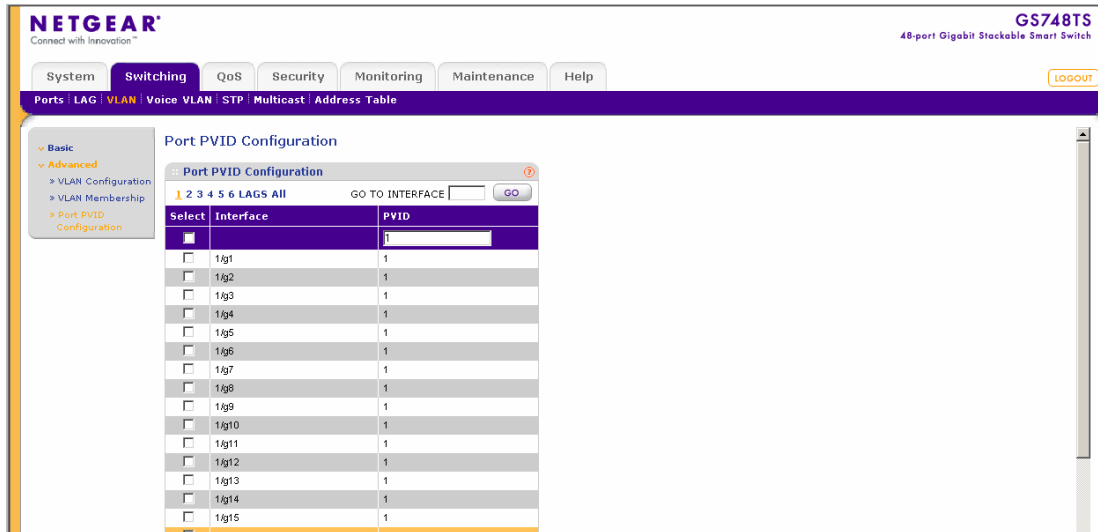 NETGEAR®
Connect with Innovation™
GS748TS
48-port Gigabit Stackable Smart Switch
System Switching QoS Security Monitoring Maintenance Help
LOGOUT
Ports LAG VLAN Voice VLAN STP Multicast Address Table
Basic
Advanced
» VLAN Configuration
» VLAN Membership
» Port PVID
Configuration
Port PVID Configuration
:: Port PVID Configuration ?
1 2 3 4 5 6 LAGS All GO TO INTERFACE GO
Select Interface PVID
1
1/g1 1
1/g2 1
1/g3 1
1/g4 1
1/g5 1
1/g6 1
1/g7 1
1/g8 1
1/g9 1
1/g10 1
1/g11 1
1/g12 1
1/g13 1
1/g14 1
1/g15 1